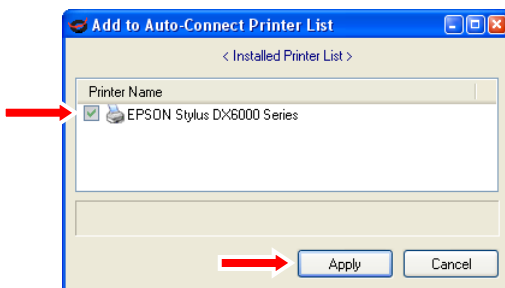 Add to Auto-Connect Printer List
< Installed Printer List >
Printer Name
EPSON Stylus DX6000 Series
Apply
Cancel